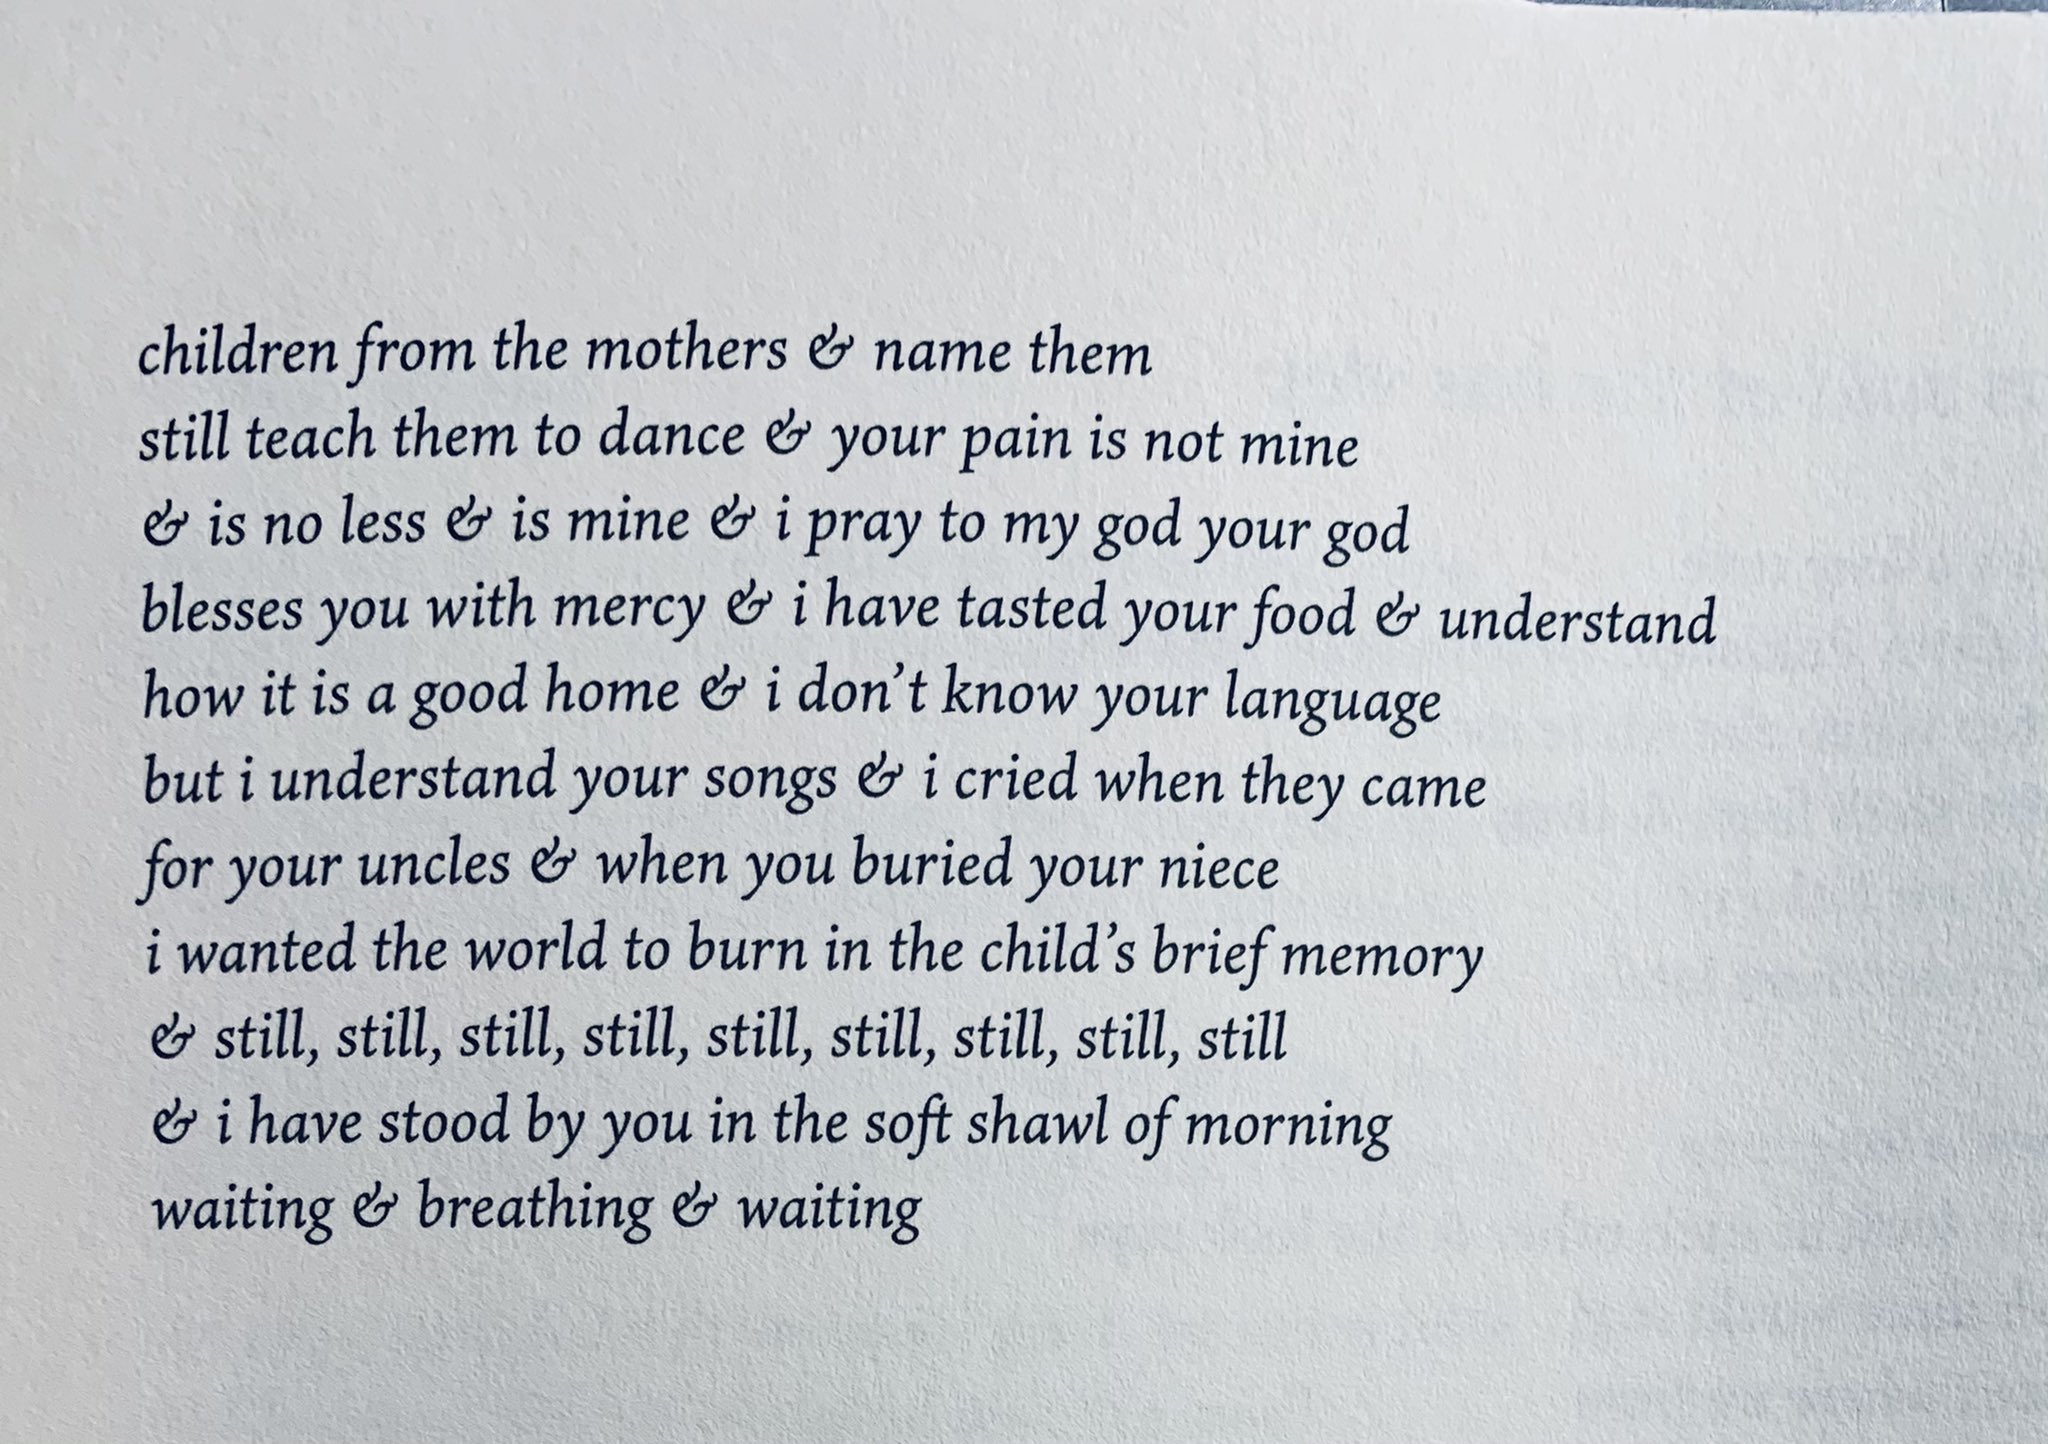 children from the mothers & name them
still teach them to dance & your pain is not mine
& is no less & is mine & i pray to my god your god
blesses you with mercy & i have tasted your food & understand
how it is a good home & i don’t know your language
but i understand your songs & i cried when they came
for your uncles & when you buried your niece
i wanted the world to burn in the child’s brief memory
& still, still, still, still, still, still, still, still, still
& i have stood by you in the soft shawl of morning
waiting & breathing & waiting